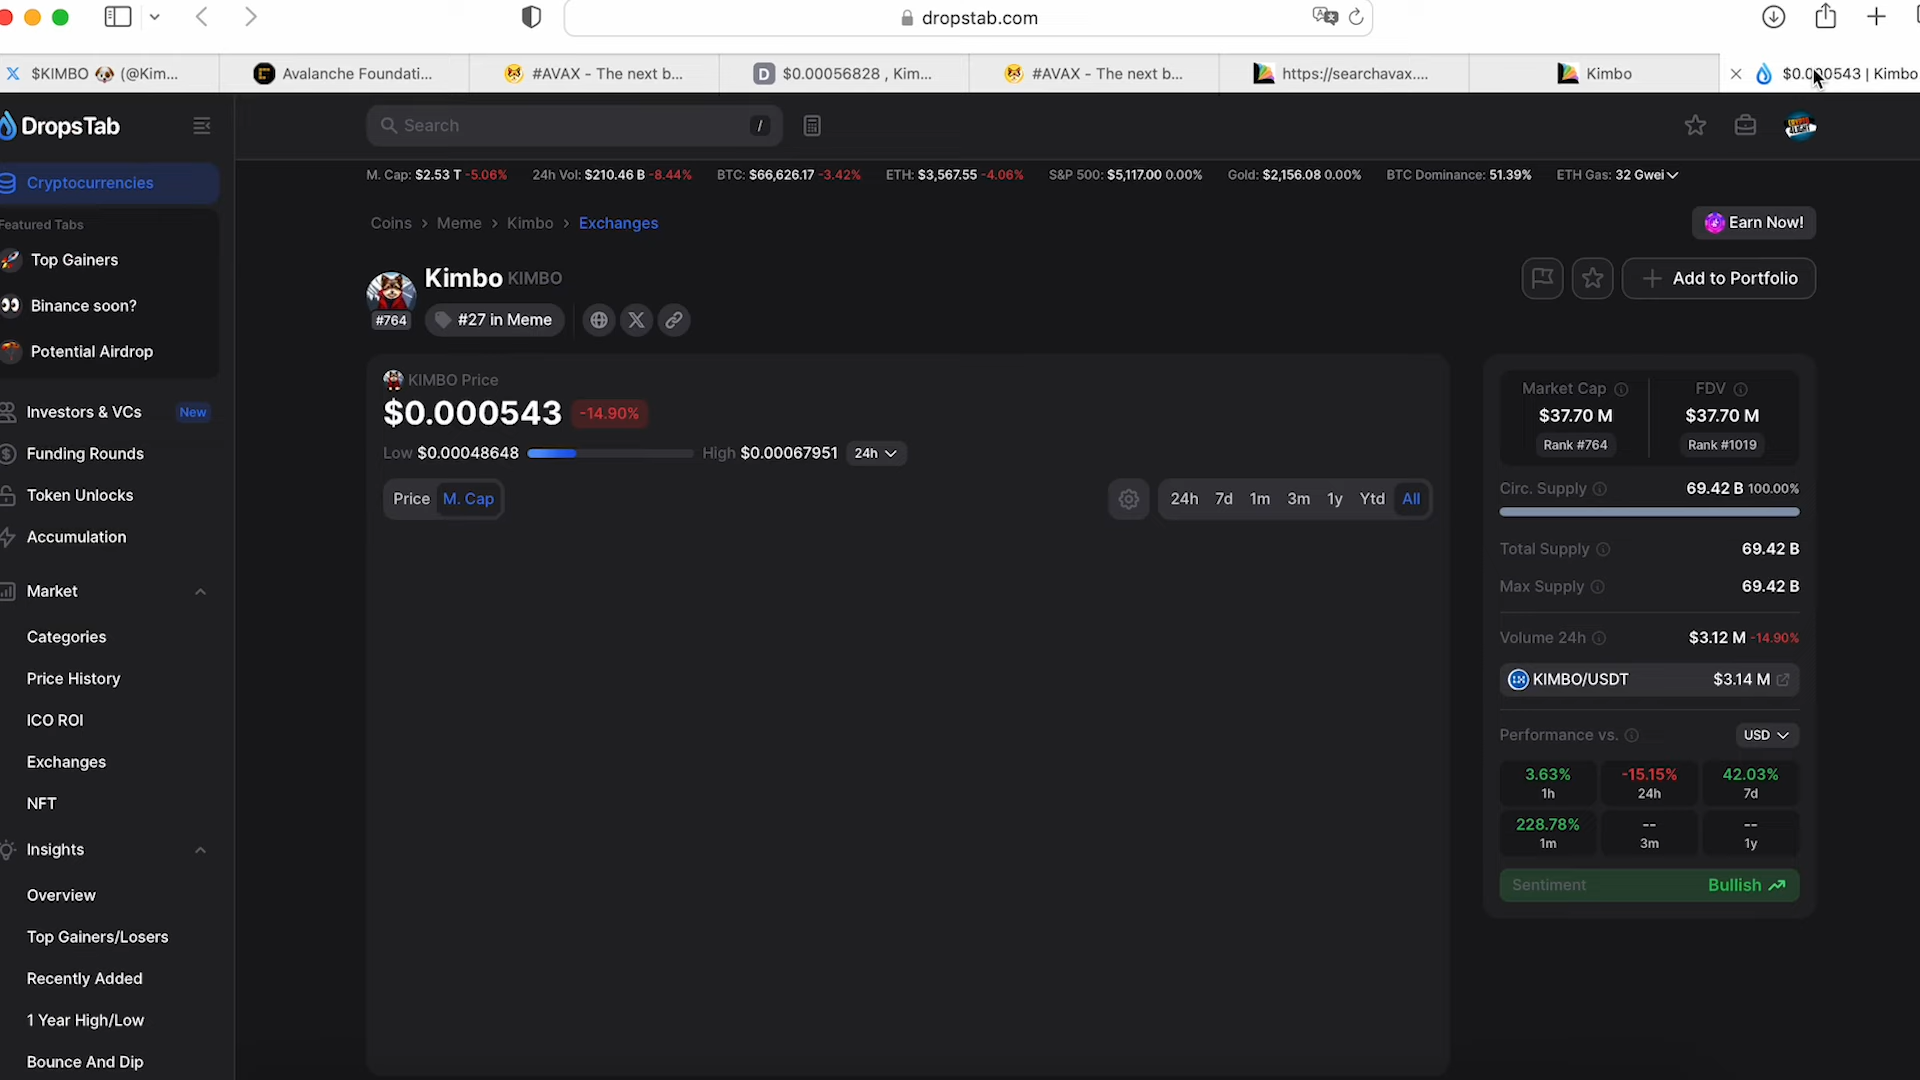 dropstab.com
$KIMBO 🐶 (@Kim...
Avalanche Foundati...
#AVAX - The next b...
D $0.00056828 , Kim...
#AVAX - The next b...
https://searchavax....
Kimbo
DropsTab
Search /
Cryptocurrencies
M. Cap: $2.53 T -5.06% 24h Vol: $210.46 B -8.44% BTC: $66,626.17 -3.42% ETH: $3,567.55 -4.06% S&P 500: $5,117.00 0.00% Gold: $2,156.08 0.00% BTC Dominance: 51.39% ETH Gas: 32 Gwei
Featured Tabs
Top Gainers
Binance soon?
Potential Airdrop
Investors & VCs New
Funding Rounds
Token Unlocks
Accumulation
Market
Categories
Price History
ICO ROI
Exchanges
NFT
Insights
Overview
Top Gainers/Losers
Recently Added
1 Year High/Low
Bounce And Dip
Coins > Meme > Kimbo > Exchanges
Earn Now!
Kimbo KIMBO
#764
#27 in Meme
Add to Portfolio
KIMBO Price
$0.000543 -14.90%
Low $0.00048648 High $0.00067951 24h
Price M. Cap
24h 7d 1m 3m 1y Ytd All
Market Cap FDV
$37.70 M $37.70 M
Rank #764 Rank #1019
Circ. Supply 69.42 B 100.00%
Total Supply 69.42 B
Max Supply 69.42 B
Volume 24h $3.12 M -14.90%
KIMBO/USDT $3.14 M
Performance vs. USD
3.63% -15.15% 42.03%
1h 24h 7d
228.78% -- --
1m 3m 1y
Sentiment Bullish